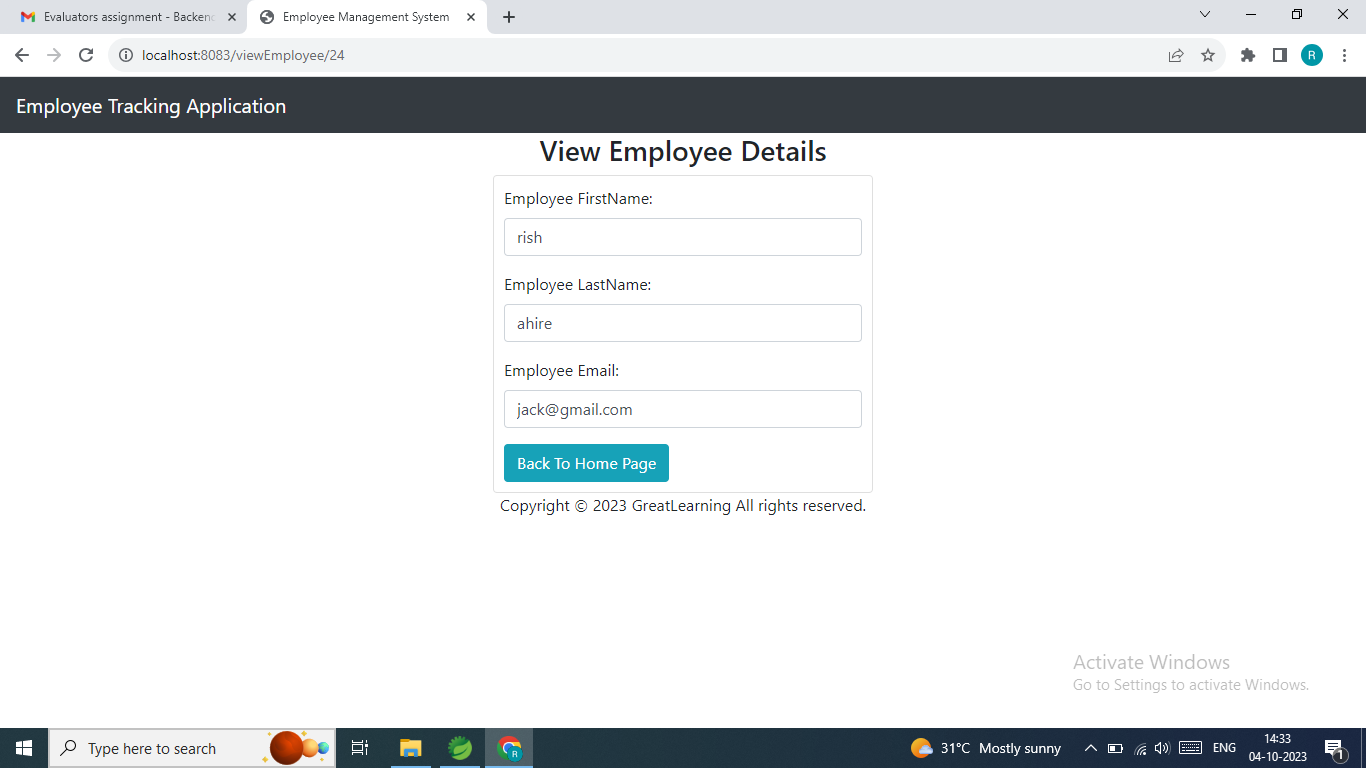 Evaluators assignment - Backend
Employee Management System
localhost:8083/viewEmployee/24
R
Employee Tracking Application
View Employee Details
Employee FirstName:
rish
Employee LastName:
ahire
Employee Email:
jack@gmail.com
Back To Home Page
Copyright © 2023 GreatLearning All rights reserved.
Activate Windows
Go to Settings to activate Windows.
Type here to search
R
31°C Mostly sunny
ENG
14:33
04-10-2023
1